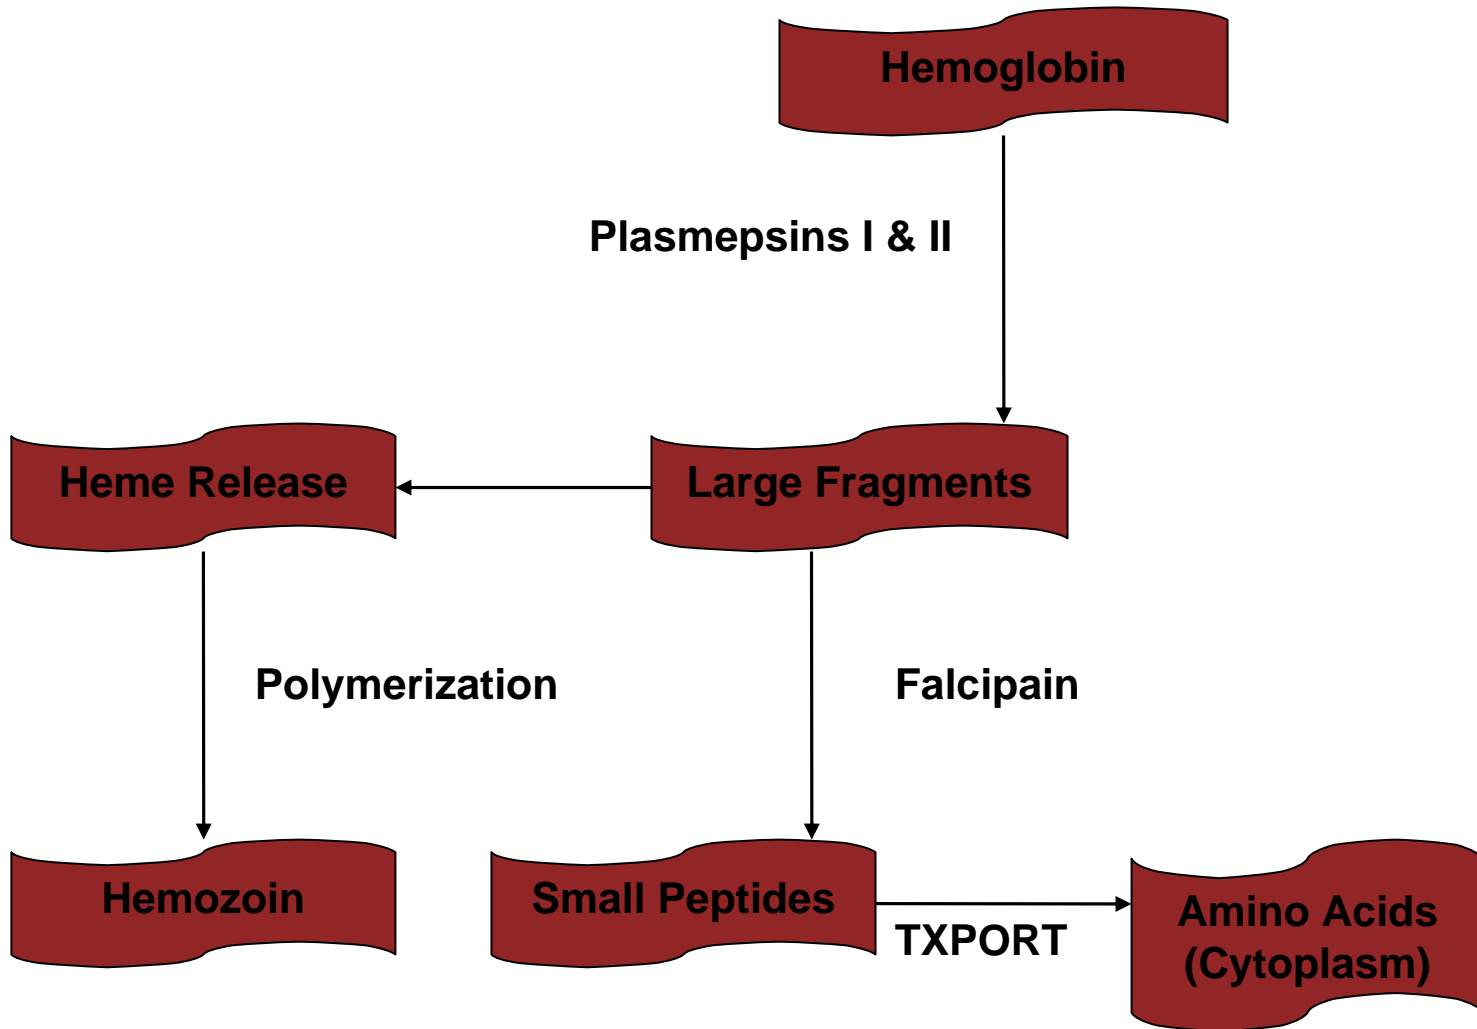 Hemoglobin
Plasmepsins I & II
Heme Release
Large Fragments
Polymerization
Falcipain
Hemozoin
Small Peptides
TXPORT
Amino Acids
(Cytoplasm)